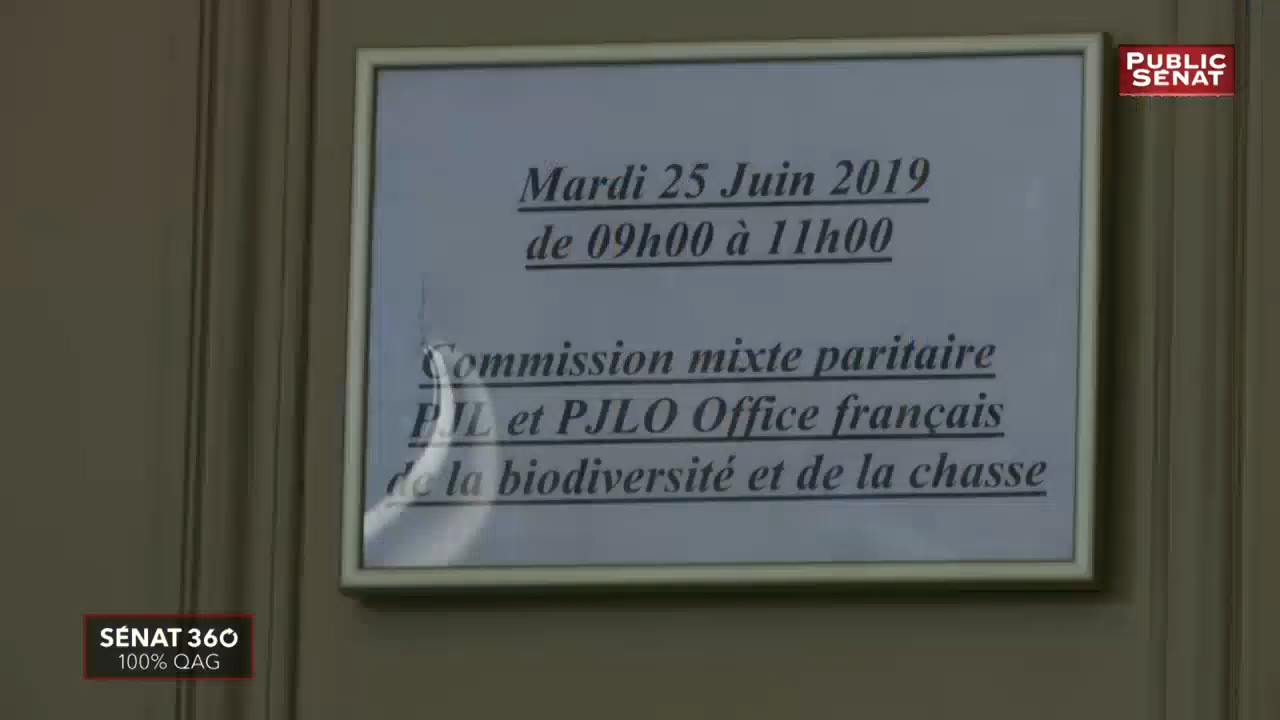 PUBLIC
SÉNAT
Mardi 25 Juin 2019
de 09h00 à 11h00
Commission mixte paritaire
PJL et PJLO Office français
de la biodiversité et de la chasse
SÉNAT 360
100% QAG